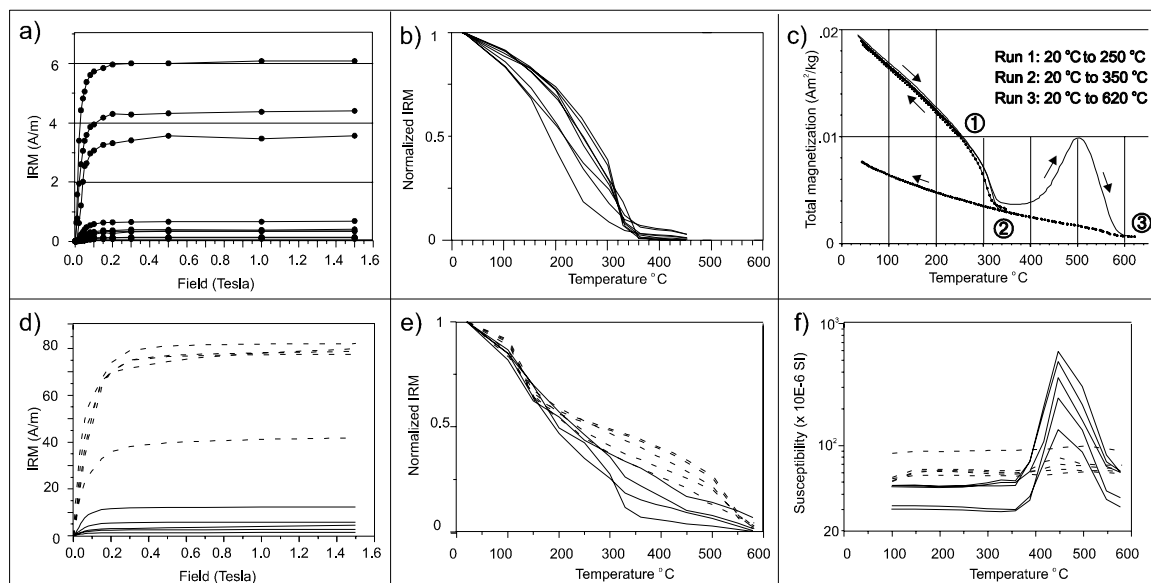 a)
6
4
2
0
IRM (A/m)
0.0 0.2 0.4 0.6 0.8 1.0 1.2 1.4 1.6
Field (Tesla)
b)
1
0.5
0
Normalized IRM
0 100 200 300 400 500 600
Temperature °C
c)
.02
.010
0
Total magnetization (Am²/kg)
Run 1: 20 °C to 250 °C
Run 2: 20 °C to 350 °C
Run 3: 20 °C to 620 °C
1
2
3
100 200 300 400 500 600
Temperature °C
d)
80
60
40
20
0
IRM (A/m)
0.0 0.2 0.4 0.6 0.8 1.0 1.2 1.4 1.6
Field (Tesla)
e)
1
0.5
0
Normalized IRM
0 100 200 300 400 500 600
Temperature °C
f)
10³
10²
20
Susceptibility (x 10E-6 SI)
0 100 200 300 400 500 600
Temperature °C